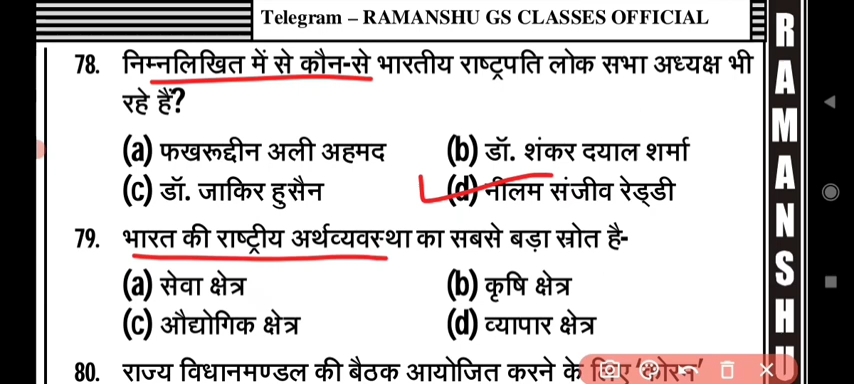 Telegram – RAMANSHU GS CLASSES OFFICIAL
78. निम्नलिखित में से कौन-से भारतीय राष्ट्रपति लोक सभा अध्यक्ष भी
रहे हैं?
(a) फखरूद्दीन अली अहमद (b) डॉ. शंकर दयाल शर्मा
(c) डॉ. जाकिर हुसैन (d) नीलम संजीव रेड्डी
79. भारत की राष्ट्रीय अर्थव्यवस्था का सबसे बड़ा स्रोत है-
(a) सेवा क्षेत्र (b) कृषि क्षेत्र
(c) औद्योगिक क्षेत्र (d) व्यापार क्षेत्र
80. राज्य विधानमण्डल की बैठक आयोजित करने के लिए 'कोरम'
RAMANSHU